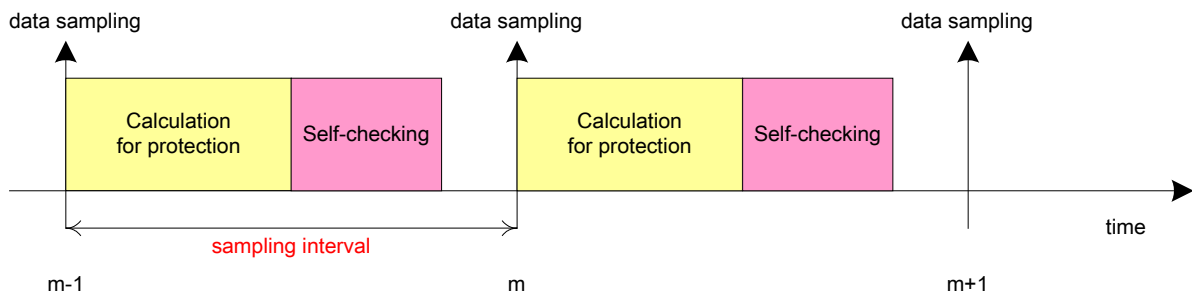 data sampling
data sampling
data sampling
Calculation
for protection
Self-checking
Calculation
for protection
Self-checking
sampling interval
time
m-1
m
m+1